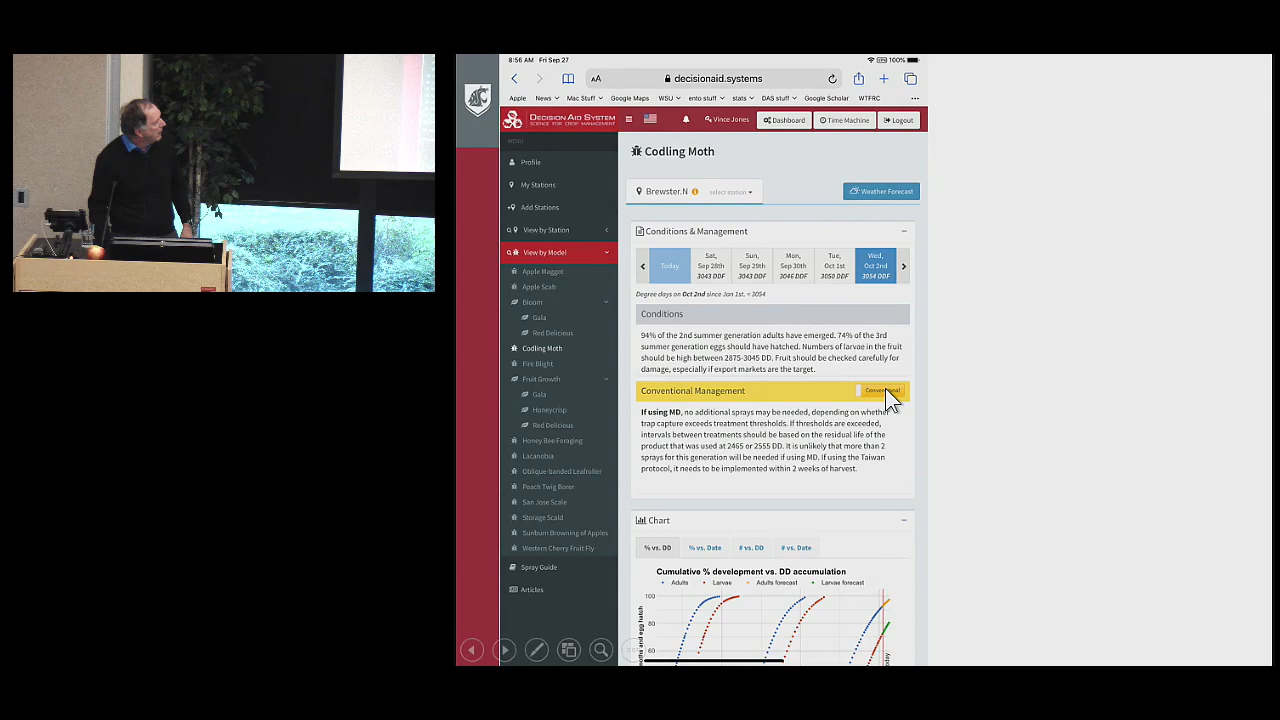 8:56 AM Fri Sep 27
100%
AA
decisionaid.systems
Apple
News
Mac Stuff
Google Maps
WSU
ento stuff
stats
DAS stuff
Google Scholar
WTFRC
DECISION AID SYSTEM
SCIENCE FOR CROP MANAGEMENT
Vince Jones
Dashboard
Time Machine
Logout
MENU
Profile
My Stations
Add Stations
View by Station
View by Model
Apple Maggot
Apple Scab
Bloom
Gala
Red Delicious
Codling Moth
Fire Blight
Fruit Growth
Gala
Honeycrisp
Red Delicious
Honey Bee Foraging
Lacanobia
Oblique-banded Leafroller
Peach Twig Borer
San Jose Scale
Storage Scald
Sunburn Browning of Apples
Western Cherry Fruit Fly
Spray Guide
Articles
Codling Moth
Brewster.N
select station
Weather Forecast
Conditions & Management
Today
Sat, Sep 28th 3043 DDF
Sun, Sep 29th 3043 DDF
Mon, Sep 30th 3046 DDF
Tue, Oct 1st 3050 DDF
Wed, Oct 2nd 3054 DDF
Degree days on Oct 2nd since Jan 1st. = 3054
Conditions
94% of the 2nd summer generation adults have emerged. 74% of the 3rd
summer generation eggs should have hatched. Numbers of larvae in the fruit
should be high between 2875-3045 DD. Fruit should be checked carefully for
damage, especially if export markets are the target.
Conventional Management
If using MD, no additional sprays may be needed, depending on whether
trap capture exceeds treatment thresholds. If thresholds are exceeded,
intervals between treatments should be based on the residual life of the
product that was used at 2465 or 2555 DD. It is unlikely that more than 2
sprays for this generation will be needed if using MD. If using the Taiwan
protocol, it needs to be implemented within 2 weeks of harvest.
Chart
% vs. DD
% vs. Date
# vs. DD
# vs. Date
Cumulative % development vs. DD accumulation
Adults
Larvae
Adults forecast
Larvae forecast
100
80
60
moths and egg hatch